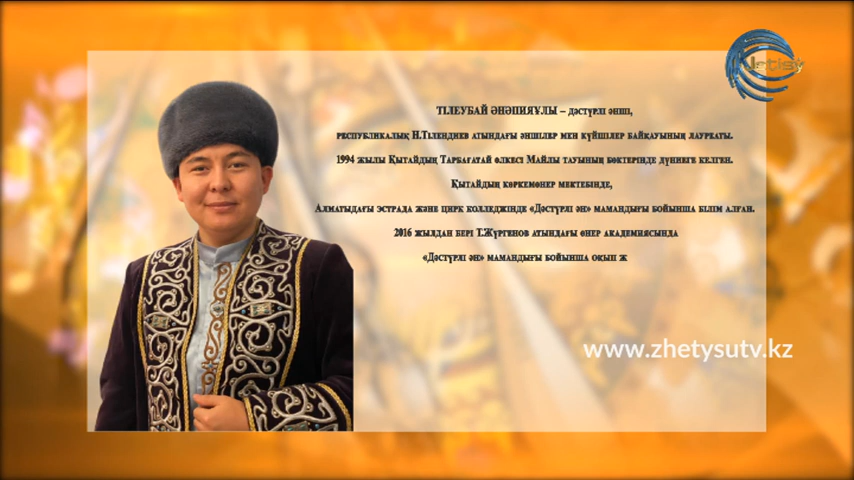 Jetisý
ТІЛЕУБАЙ ӘНӘПИЯҰЛЫ – дәстүрлі әнші,
республикалық Н.Тілендиев атындағы әншілер мен күйшілер байқауының лауреаты.
1994 жылы Қытайдың Тарбағатай өлкесі Майлы тауының бөктерінде дүниеге келген.
Қытайдың көркемөнер мектебінде,
Алматыдағы эстрада және цирк колледжінде «Дәстүрлі ән» мамандығы бойынша білім алған.
2016 жылдан бері Т.Жүргенов атындағы өнер академиясында
«Дәстүрлі ән» мамандығы бойынша оқып ж
www.zhetysutv.kz